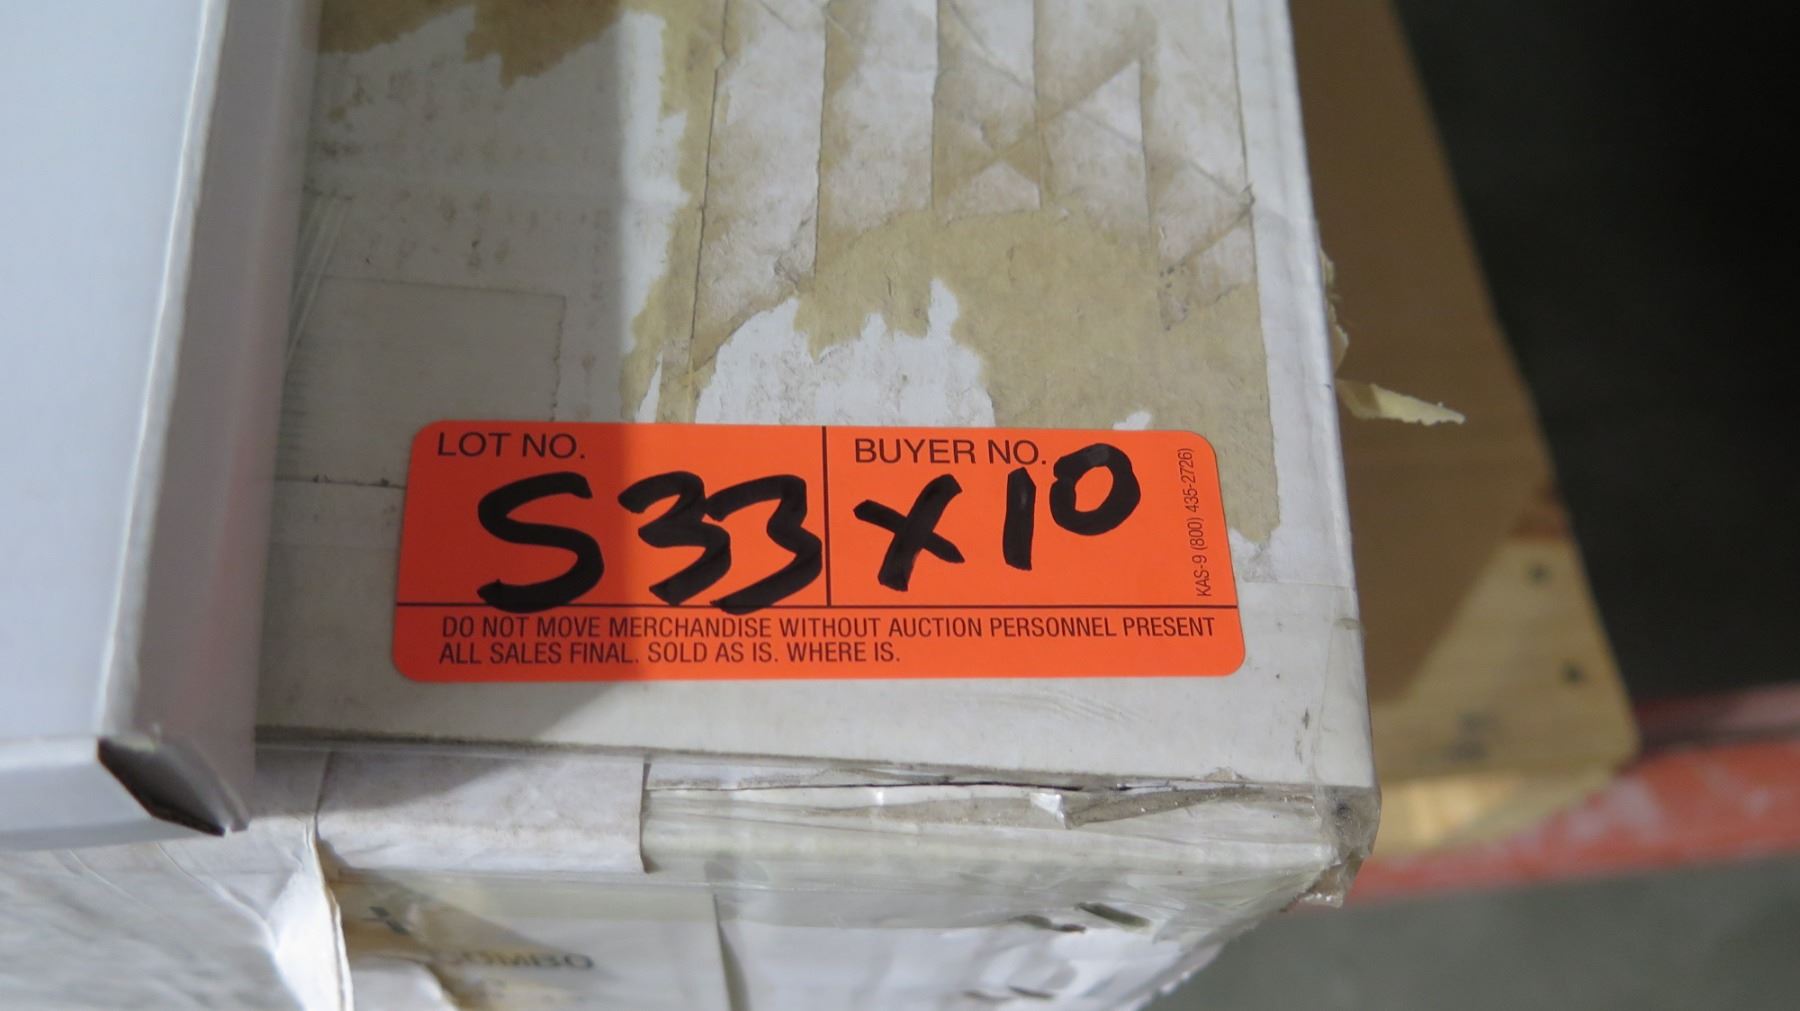 LOT NO.
S33
BUYER NO.
x10
KAS-9 (800) 435-2726)
DO NOT MOVE MERCHANDISE WITHOUT AUCTION PERSONNEL PRESENT
ALL SALES FINAL. SOLD AS IS. WHERE IS.
COMBO